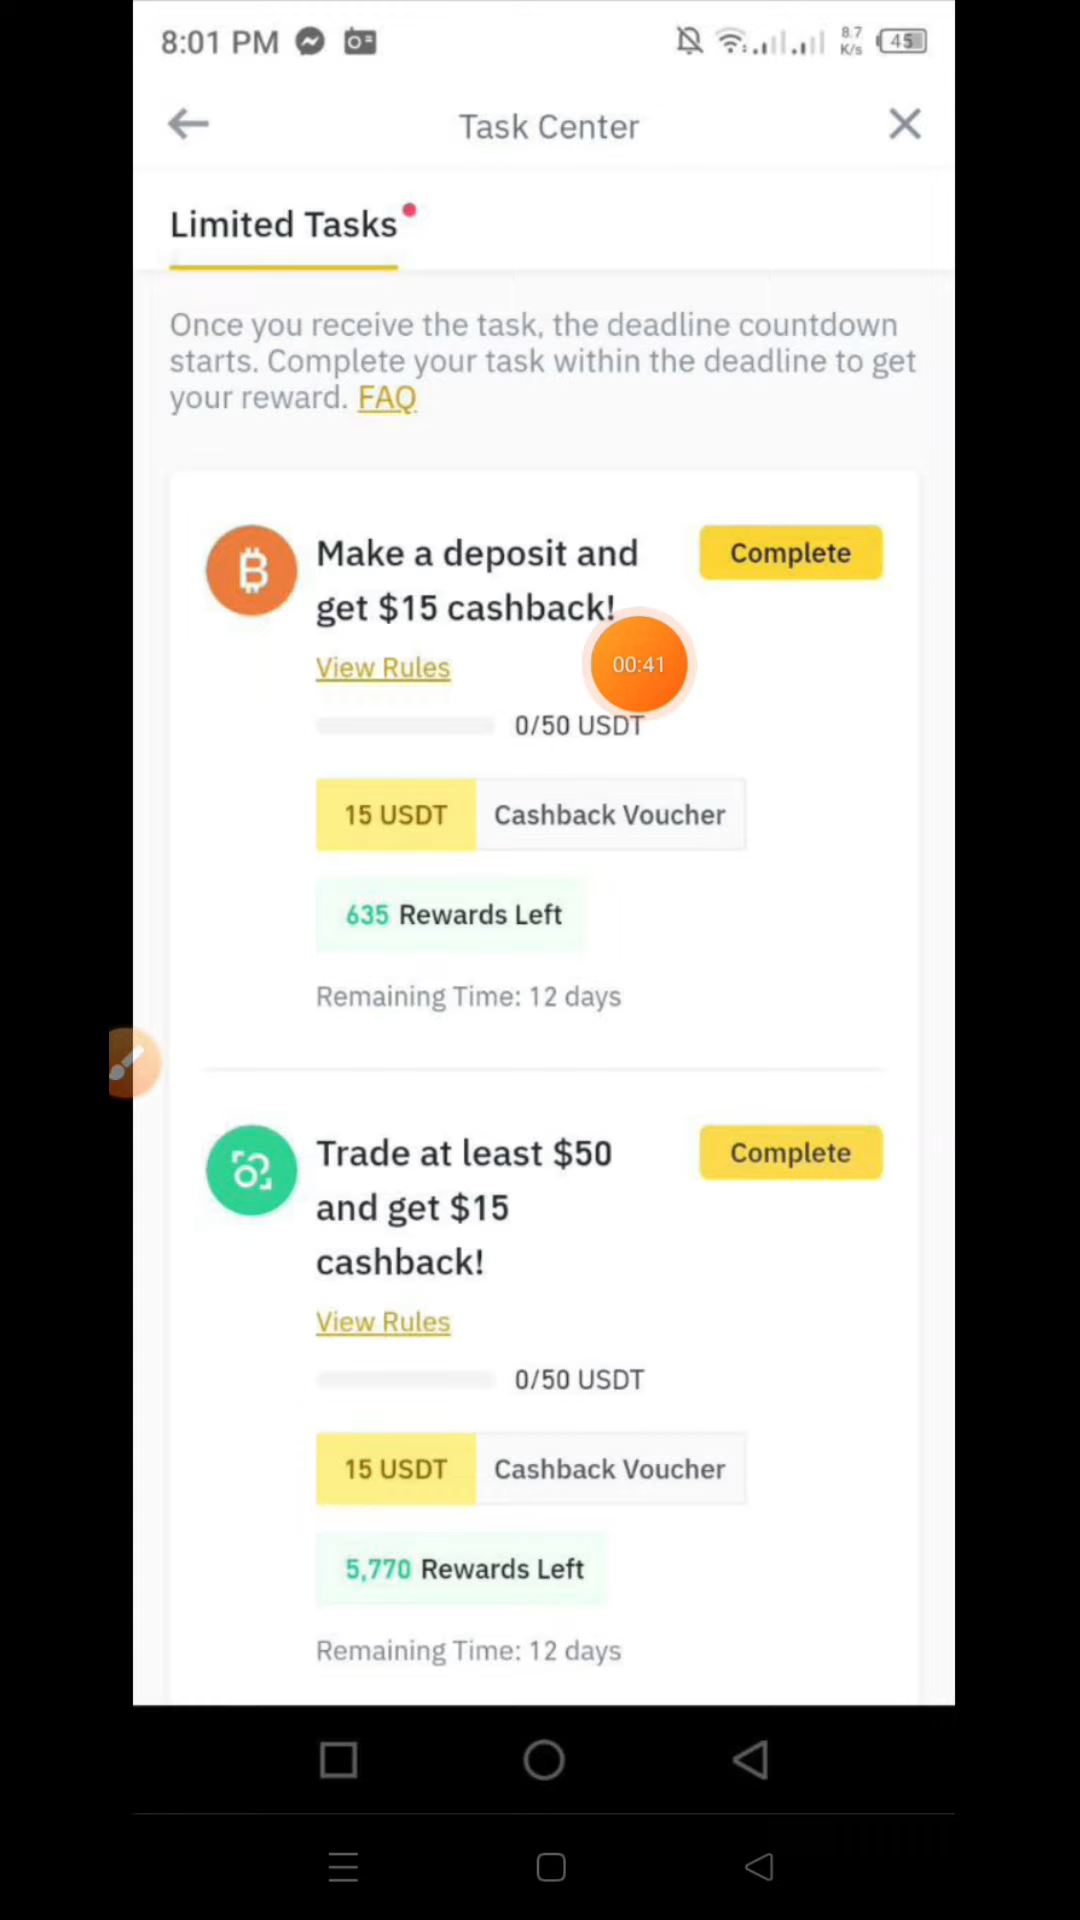 8:01 PM 8.7 K/s 45
Task Center
Limited Tasks
Once you receive the task, the deadline countdown
starts. Complete your task within the deadline to get
your reward. FAQ
Make a deposit and
get $15 cashback!
Complete
View Rules
00:41
0/50 USDT
15 USDT Cashback Voucher
635 Rewards Left
Remaining Time: 12 days
Trade at least $50
and get $15
cashback!
Complete
View Rules
0/50 USDT
15 USDT Cashback Voucher
5,770 Rewards Left
Remaining Time: 12 days